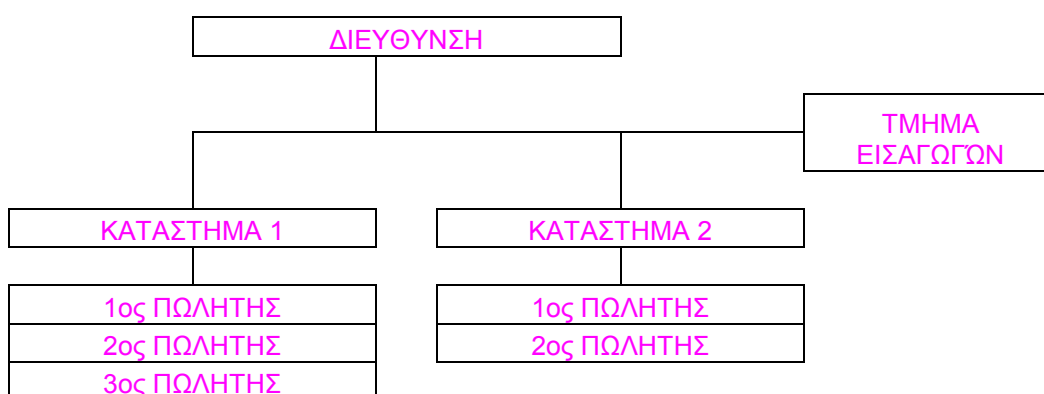 ΔΙΕΥΘΥΝΣΗ
ΤΜΗΜΑ
ΕΙΣΑΓΩΓΏΝ
ΚΑΤΑΣΤΗΜΑ 1
ΚΑΤΑΣΤΗΜΑ 2
1ος ΠΩΛΗΤΗΣ
2ος ΠΩΛΗΤΗΣ
3ος ΠΩΛΗΤΗΣ
1ος ΠΩΛΗΤΗΣ
2ος ΠΩΛΗΤΗΣ